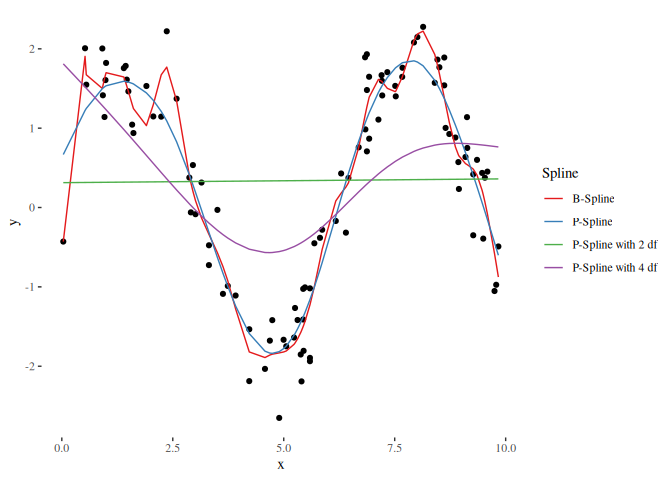 2
1
0
-1
-2
y
0.0 2.5 5.0 7.5 10.0
x
Spline
B-Spline
P-Spline
P-Spline with 2 df
P-Spline with 4 df